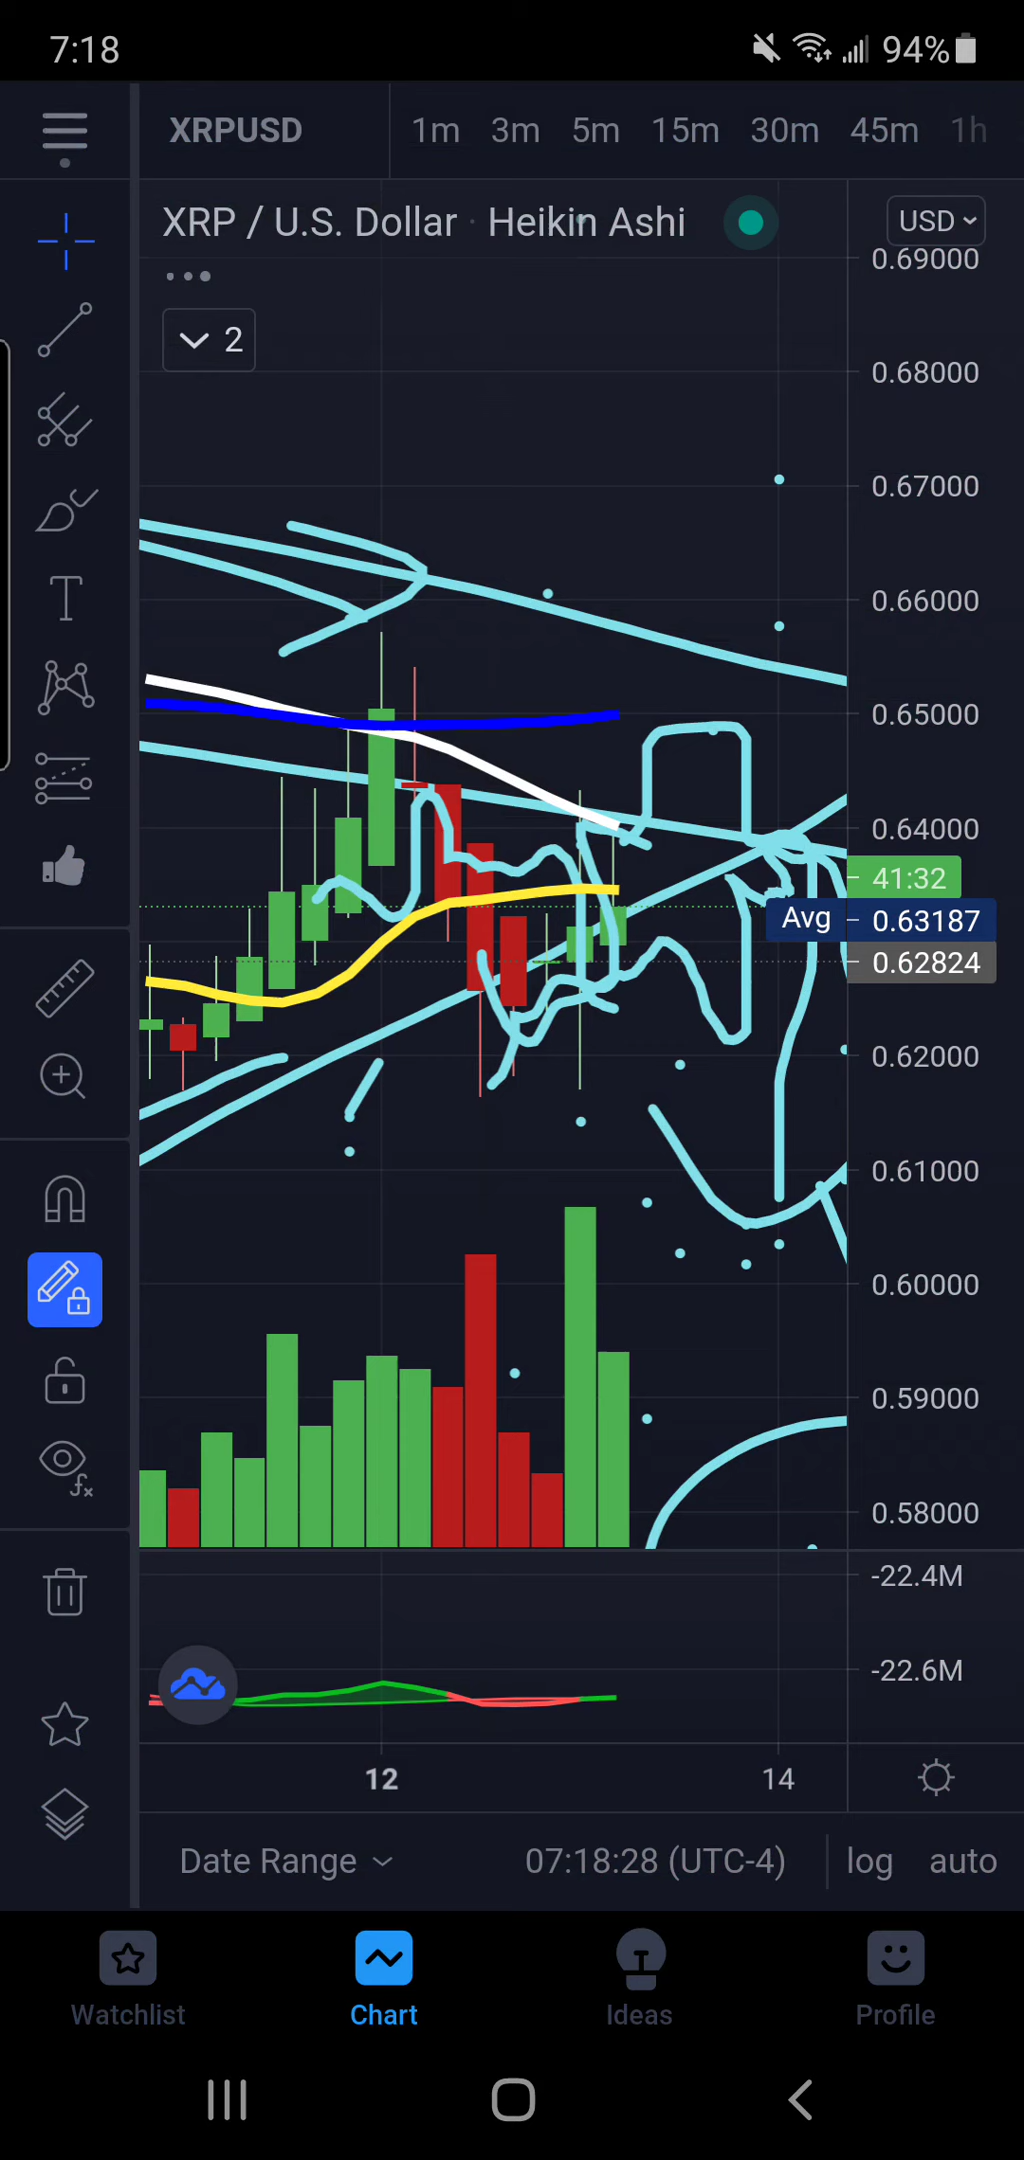 7:18 94%
XRPUSD 1m 3m 5m 15m 30m 45m 1h
XRP / U.S. Dollar · Heikin Ashi
USD
2
0.69000
0.68000
0.67000
0.66000
0.65000
0.64000
41:32
Avg 0.63187
0.62824
0.62000
0.61000
0.60000
0.59000
0.58000
-22.4M
-22.6M
12 14
Date Range 07:18:28 (UTC-4) log auto
Watchlist Chart Ideas Profile